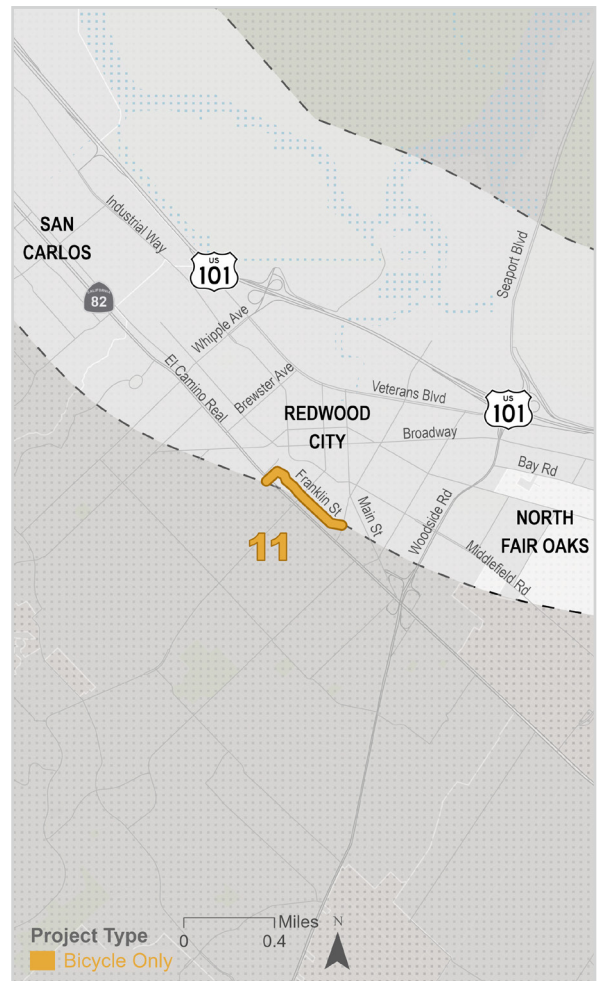 Industrial Way
SAN
CARLOS
US
101
Seaport Blvd
CALIFORNIA
82
Whipple Ave
El Camino Real
Brewster Ave
Veterans Blvd
US
101
REDWOOD
CITY
Broadway
Bay Rd
Franklin St
Main St
Woodside Rd
NORTH
FAIR OAKS
Middlefield Rd
11
Miles
N
0
0.4
Project Type
Bicycle Only